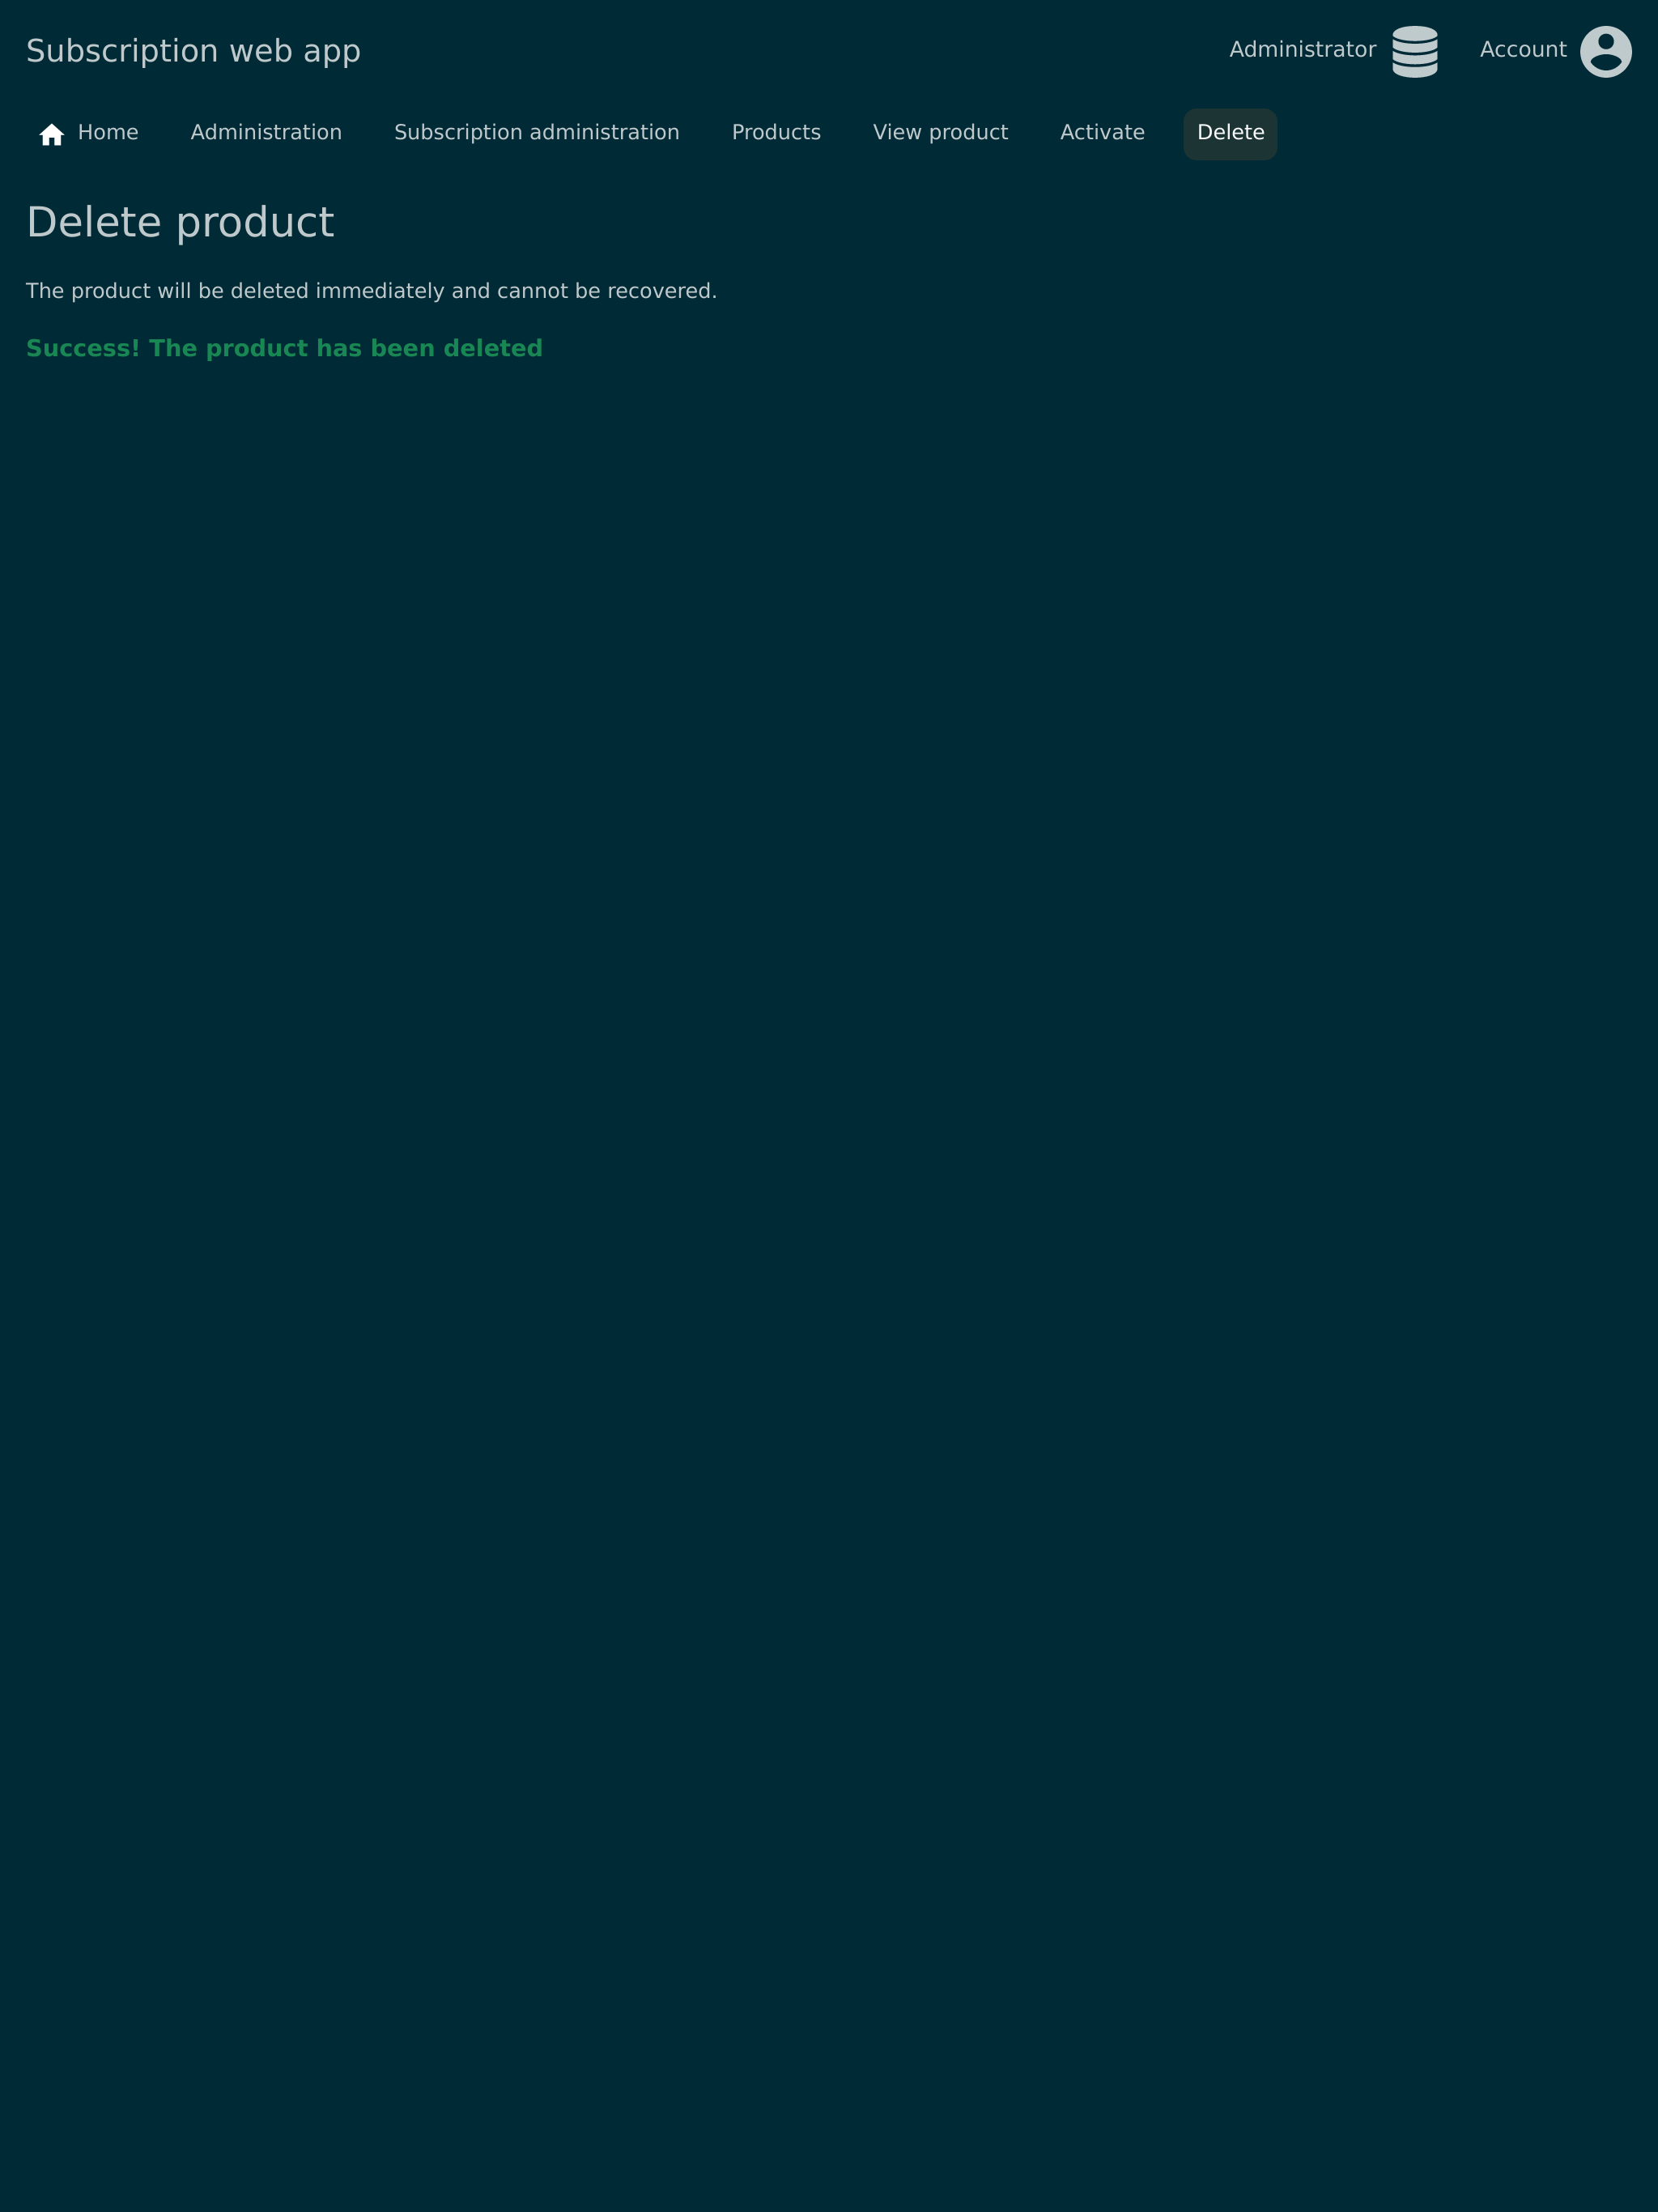 Subscription web app
Administrator
Account
Home
Administration
Subscription administration
Products
View product
Activate
Delete
Delete product
The product will be deleted immediately and cannot be recovered.
Success! The product has been deleted